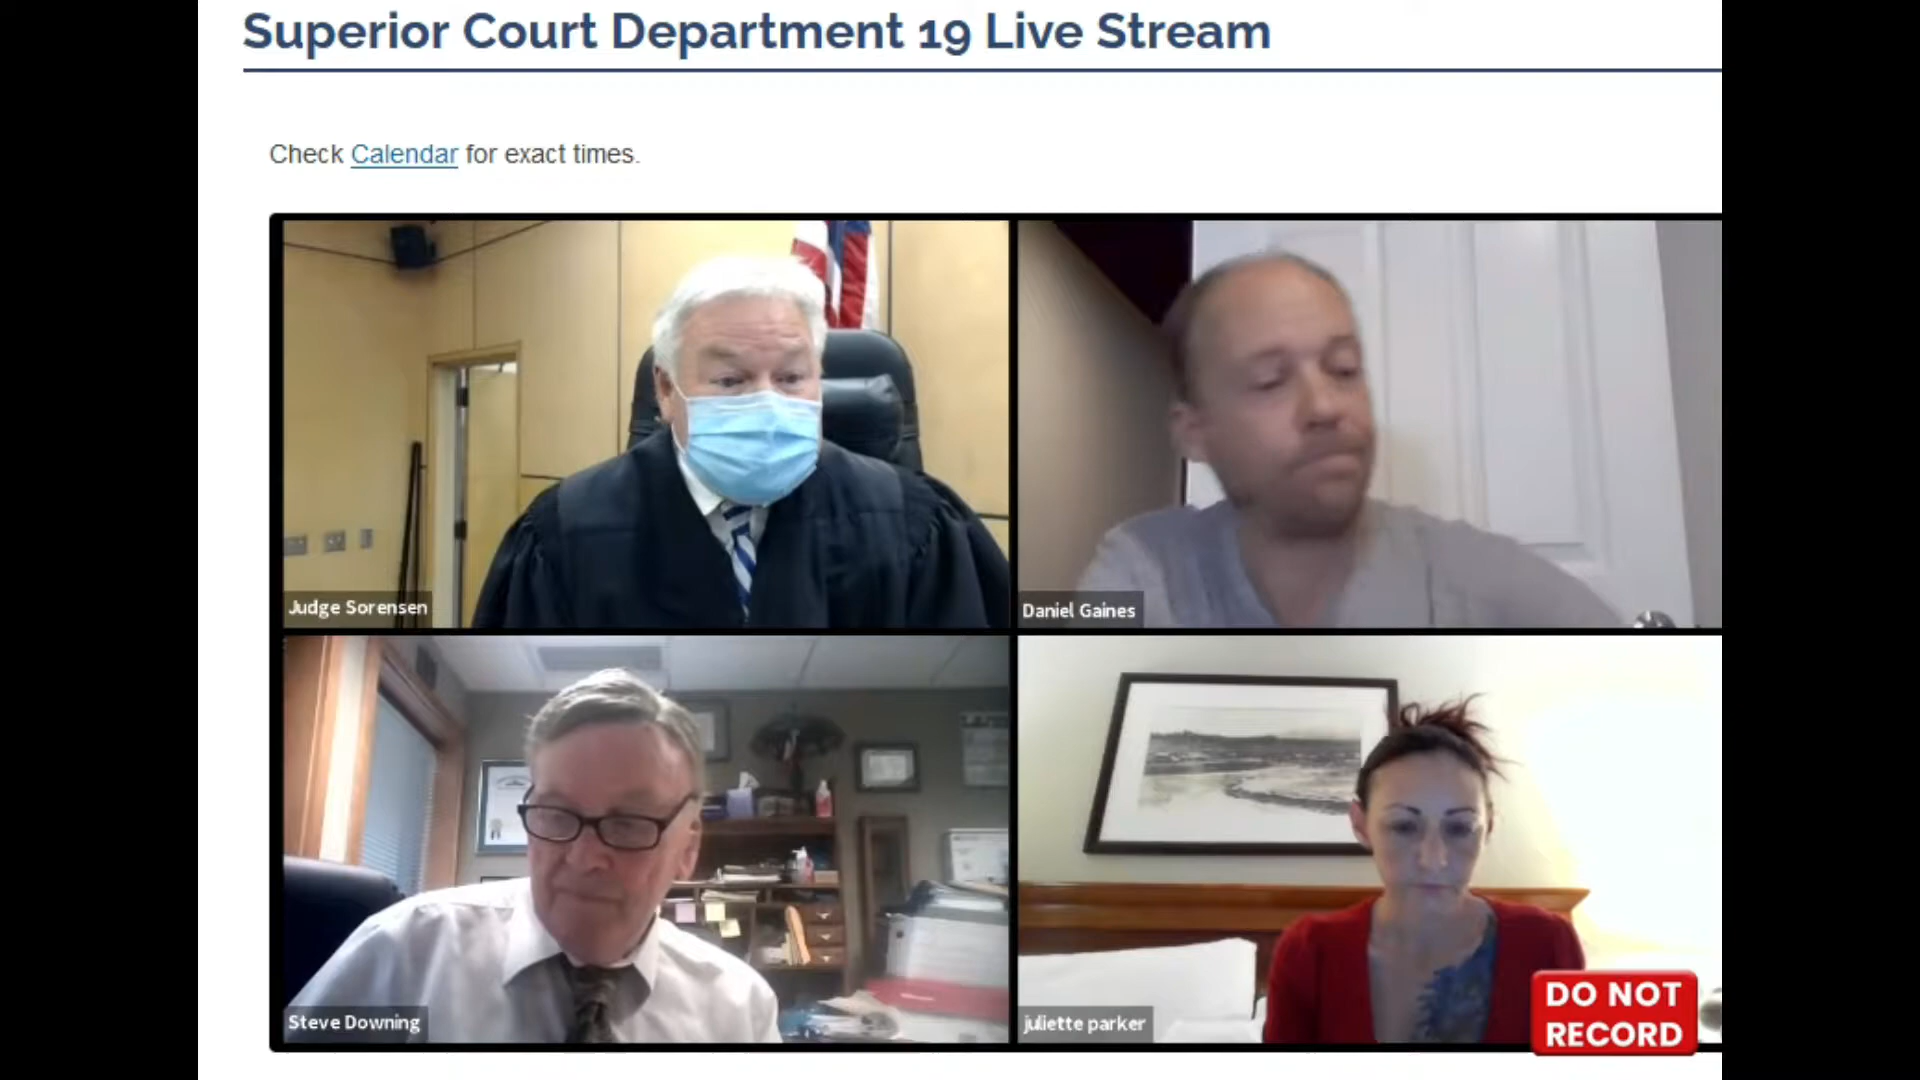 Superior Court Department 19 Live Stream
Check Calendar for exact times.
Judge Sorensen
Daniel Gaines
Steve Downing
juliette parker
DO NOT
RECORD